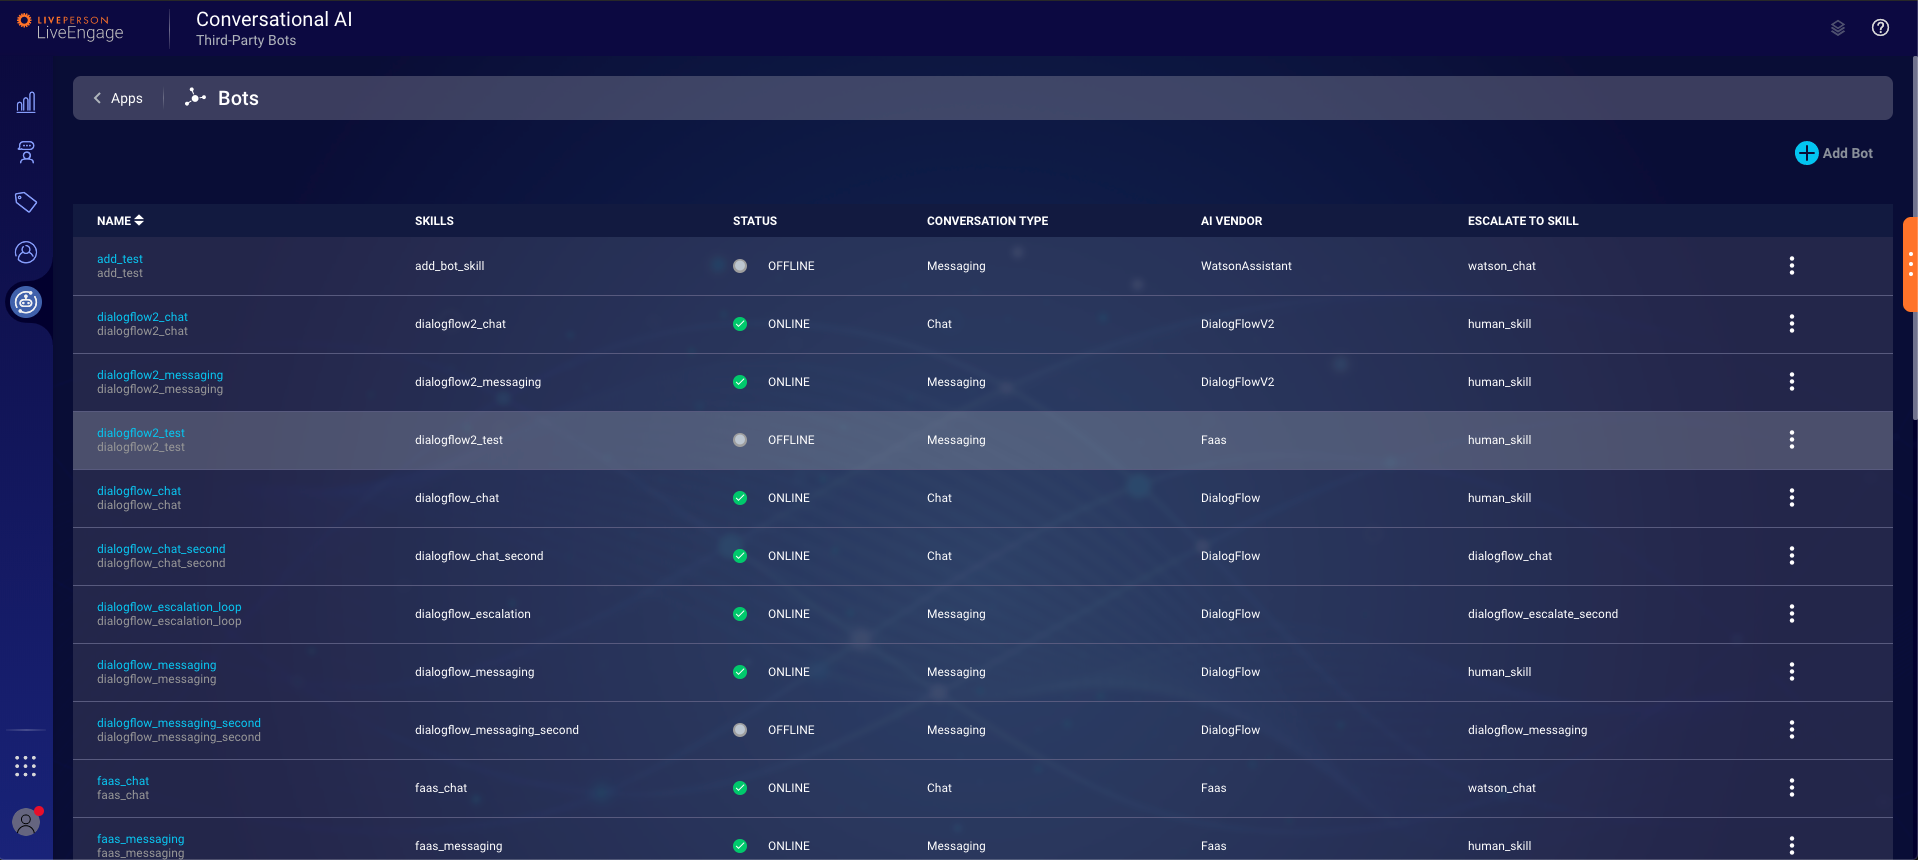 LIVEPERSON
LiveEngage
Conversational AI
Third-Party Bots
Apps
Bots
Add Bot
NAME SKILLS STATUS CONVERSATION TYPE AI VENDOR ESCALATE TO SKILL
add_test
add_test
add_bot_skill OFFLINE Messaging WatsonAssistant watson_chat
dialogflow2_chat
dialogflow2_chat
dialogflow2_chat ONLINE Chat DialogFlowV2 human_skill
dialogflow2_messaging
dialogflow2_messaging
dialogflow2_messaging ONLINE Messaging DialogFlowV2 human_skill
dialogflow2_test
dialogflow2_test
dialogflow2_test OFFLINE Messaging Faas human_skill
dialogflow_chat
dialogflow_chat
dialogflow_chat ONLINE Chat DialogFlow human_skill
dialogflow_chat_second
dialogflow_chat_second
dialogflow_chat_second ONLINE Chat DialogFlow dialogflow_chat
dialogflow_escalation_loop
dialogflow_escalation_loop
dialogflow_escalation ONLINE Messaging DialogFlow dialogflow_escalate_second
dialogflow_messaging
dialogflow_messaging
dialogflow_messaging ONLINE Messaging DialogFlow human_skill
dialogflow_messaging_second
dialogflow_messaging_second
dialogflow_messaging_second OFFLINE Messaging DialogFlow dialogflow_messaging
faas_chat
faas_chat
faas_chat ONLINE Chat Faas watson_chat
faas_messaging
faas_messaging
faas_messaging ONLINE Messaging Faas human_skill